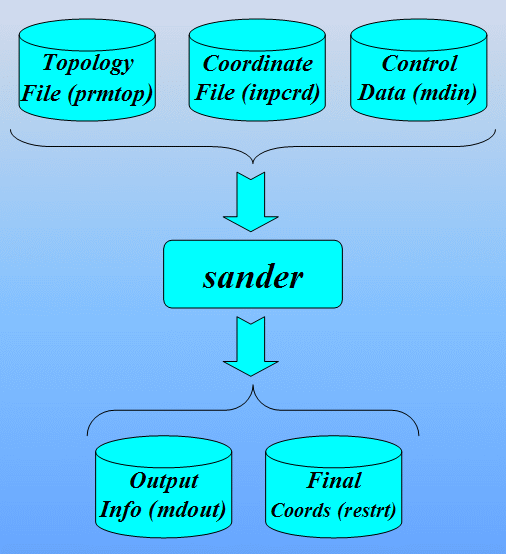 Topology
File (prmtop)
Coordinate
File (inpcrd)
Control
Data (mdin)
sander
Output
Info (mdout)
Final
Coords (restrt)